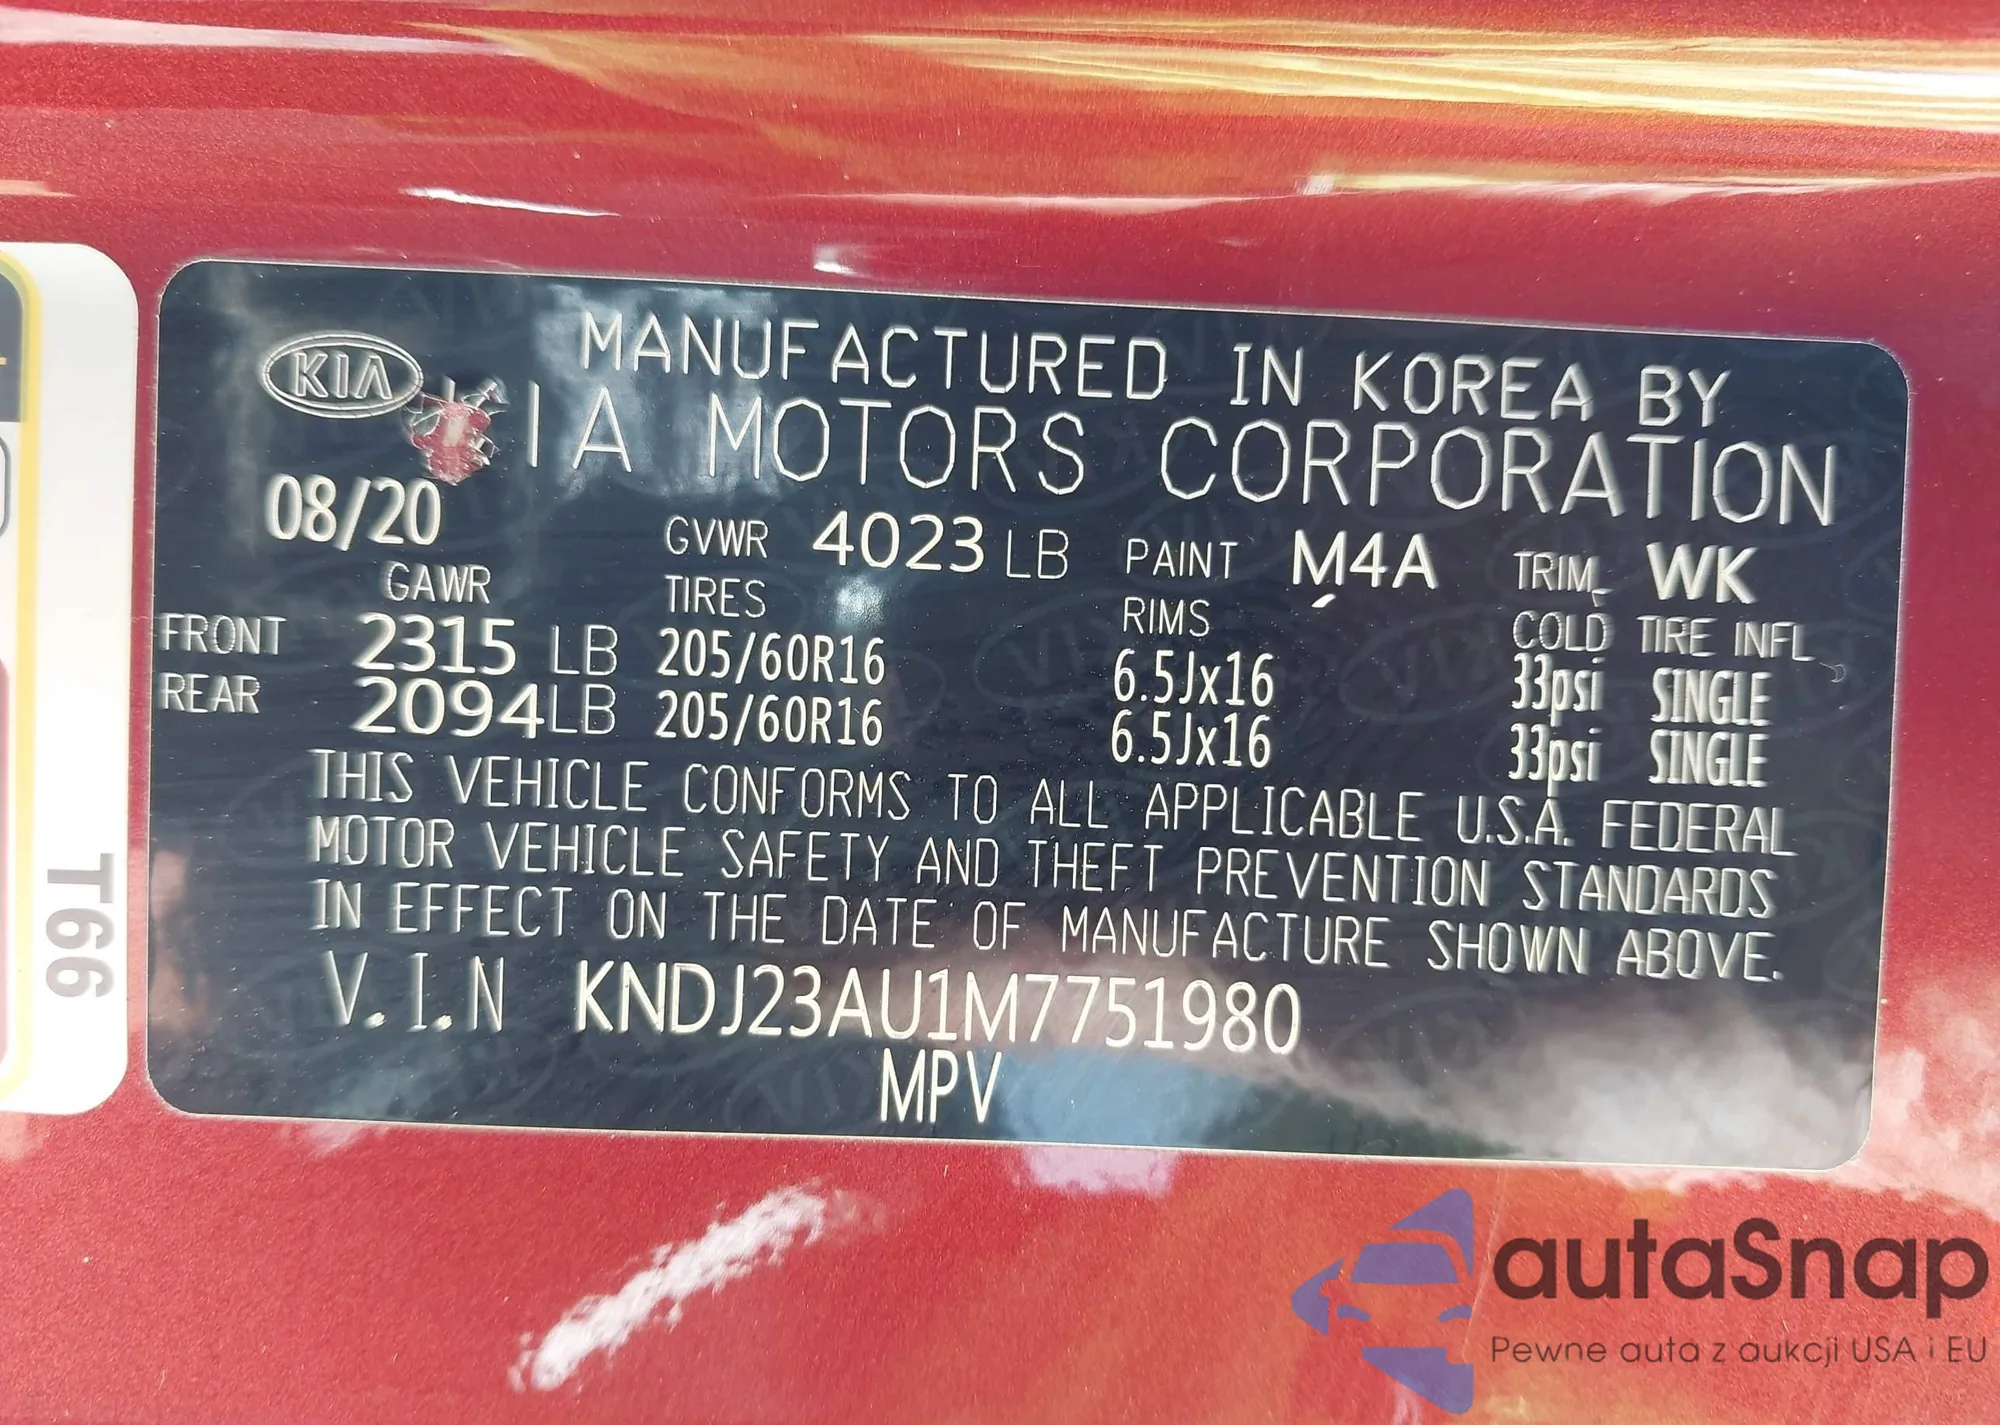 KIA
MANUFACTURED IN KOREA BY
IA MOTORS CORPORATION
08/20 GVWR 4023 LB PAINT M4A TRIM WK
GAWR TIRES RIMS COLD TIRE INFL
FRONT 2315 LB 205/60R16 6.5Jx16 33psi SINGLE
REAR 2094LB 205/60R16 6.5Jx16 33psi SINGLE
THIS VEHICLE CONFORMS TO ALL APPLICABLE U.S.A. FEDERAL
MOTOR VEHICLE SAFETY AND THEFT PREVENTION STANDARDS
IN EFFECT ON THE DATE OF MANUFACTURE SHOWN ABOVE.
V.I.N KNDJ23AU1M7751980
MPV
T66
autaSnap
Pewne auta z aukcji USA i EU